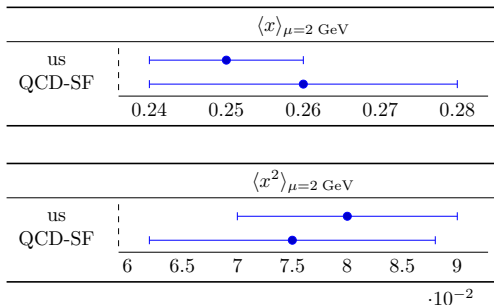 ⟨x⟩μ=2 GeV
us
QCD-SF
0.24 0.25 0.26 0.27 0.28
⟨x²⟩μ=2 GeV
us
QCD-SF
6 6.5 7 7.5 8 8.5 9
·10⁻²